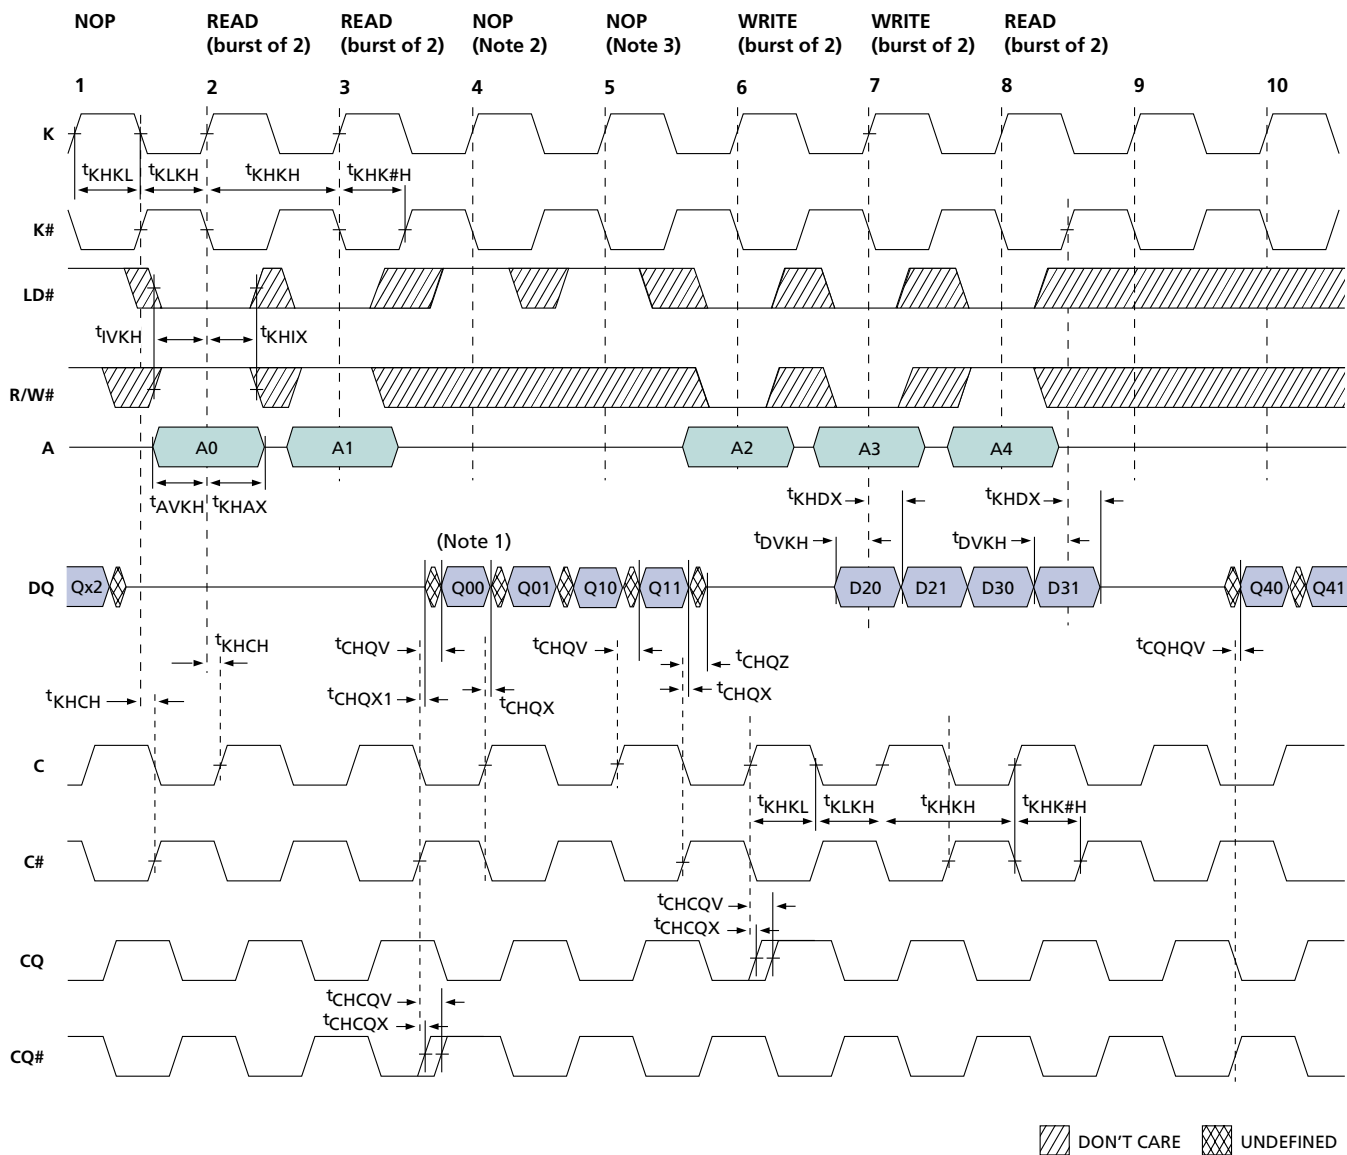 NOP READ READ NOP NOP WRITE WRITE READ
(burst of 2) (burst of 2) (Note 2) (Note 3) (burst of 2) (burst of 2) (burst of 2)
1 2 3 4 5 6 7 8 9 10
K
tKHKL tKLKH tKHKH tKHK#H
K#
LD#
tIVKH tKHIX
R/W#
A A0 A1 A2 A3 A4
tAVKH tKHAX tKHDX tKHDX
(Note 1) tDVKH tDVKH
DQ Qx2 Q00 Q01 Q10 Q11 D20 D21 D30 D31 Q40 Q41
tKHCH tCHQV tCHQV tCHQZ tCQHQV
tKHCH tCHQX1 tCHQX tCHQX
C
tKHKL tKLKH tKHKH tKHK#H
C#
tCHCQV
tCHCQX
CQ
tCHCQV
tCHCQX
CQ#
DON'T CARE UNDEFINED